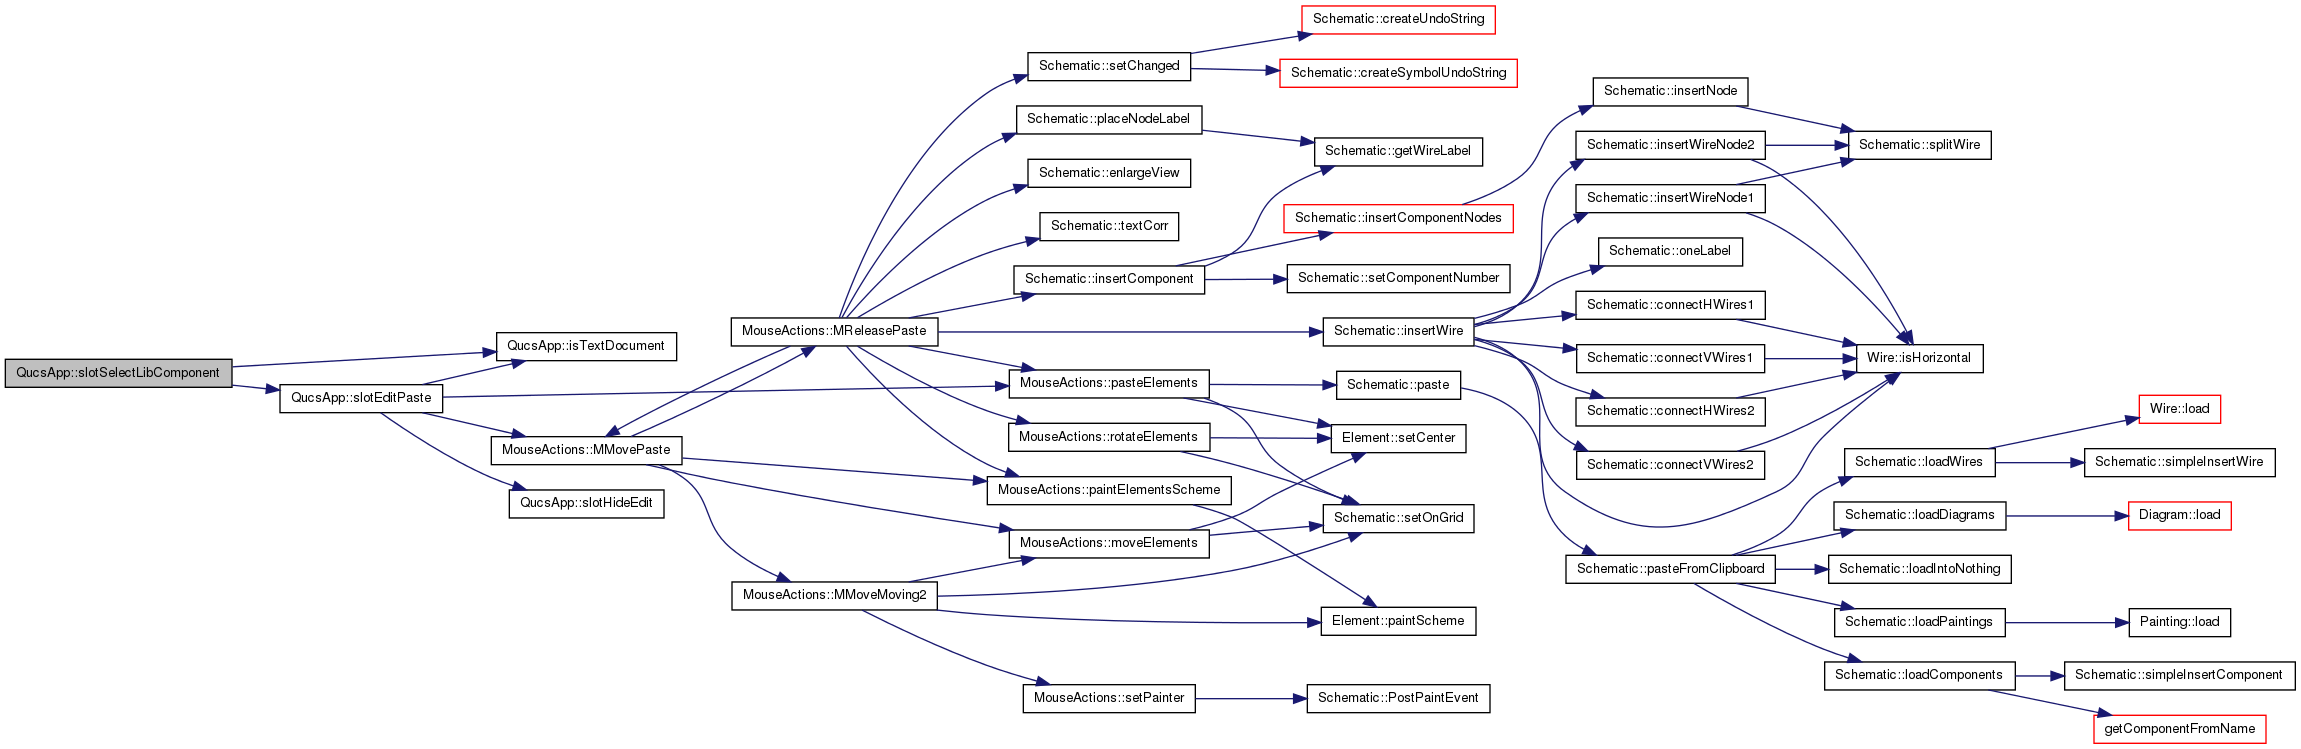 QucsApp::slotSelectLibComponent
QucsApp::isTextDocument
QucsApp::slotEditPaste
MouseActions::MMovePaste
QucsApp::slotHideEdit
MouseActions::MReleasePaste
MouseActions::MMoveMoving2
Schematic::setChanged
Schematic::placeNodeLabel
Schematic::enlargeView
Schematic::textCorr
Schematic::insertComponent
MouseActions::pasteElements
MouseActions::rotateElements
MouseActions::paintElementsScheme
MouseActions::moveElements
MouseActions::setPainter
Schematic::createUndoString
Schematic::createSymbolUndoString
Schematic::getWireLabel
Schematic::insertComponentNodes
Schematic::setComponentNumber
Schematic::insertWire
Schematic::paste
Element::setCenter
Schematic::setOnGrid
Element::paintScheme
Schematic::PostPaintEvent
Schematic::insertNode
Schematic::insertWireNode2
Schematic::insertWireNode1
Schematic::oneLabel
Schematic::connectHWires1
Schematic::connectVWires1
Schematic::connectHWires2
Schematic::connectVWires2
Schematic::pasteFromClipboard
Schematic::splitWire
Wire::isHorizontal
Schematic::loadWires
Schematic::loadDiagrams
Schematic::loadIntoNothing
Schematic::loadPaintings
Schematic::loadComponents
Wire::load
Schematic::simpleInsertWire
Diagram::load
Painting::load
Schematic::simpleInsertComponent
getComponentFromName